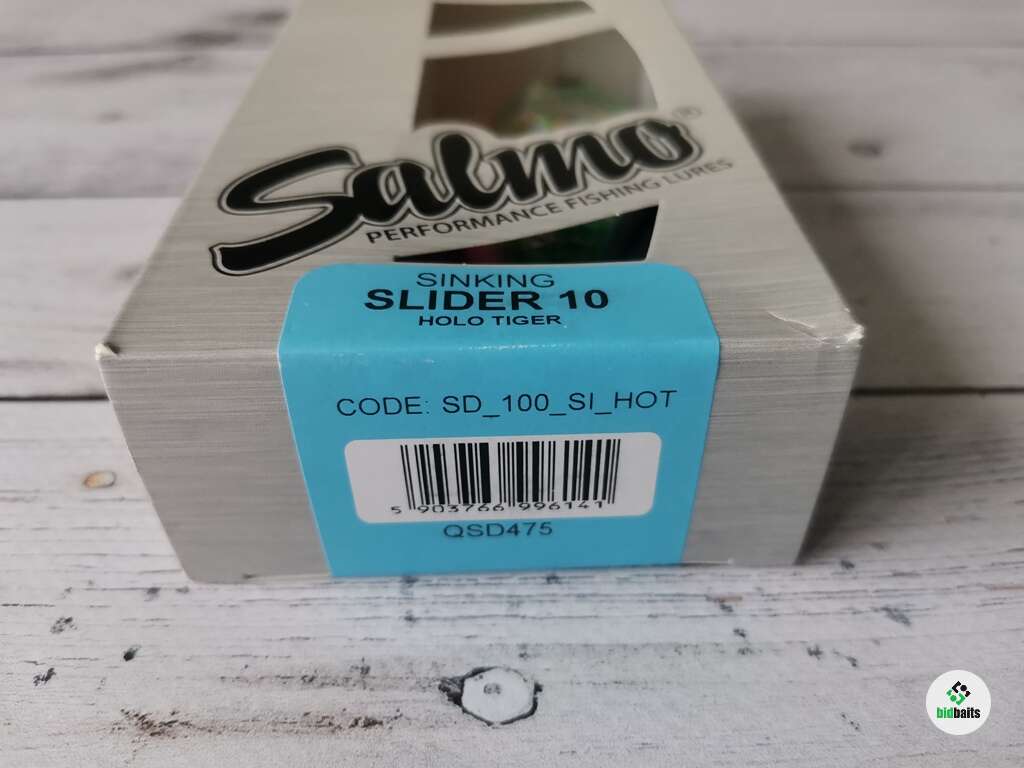 Salmo®
PERFORMANCE FISHING LURES
SINKING
SLIDER 10
HOLO TIGER
CODE: SD_100_SI_HOT
5 903766 996141
QSD475
bidbaits